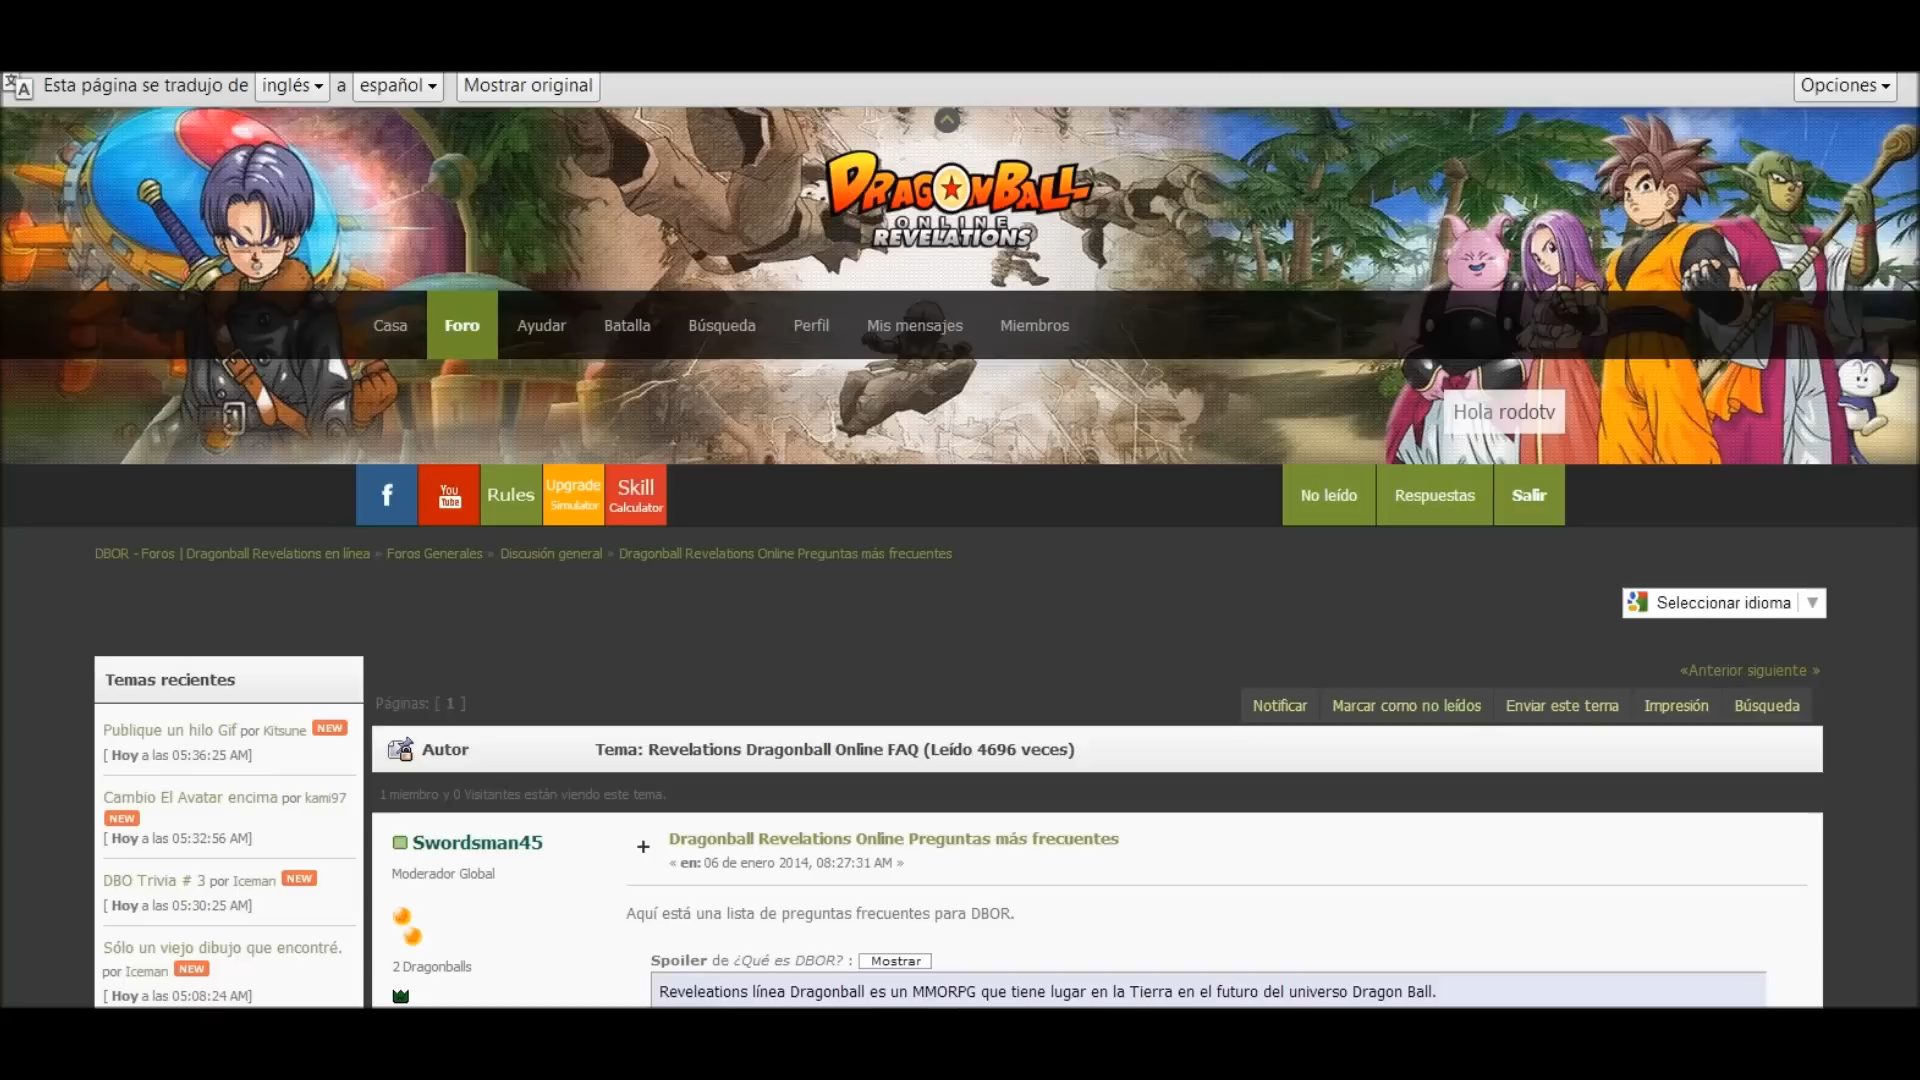 Esta página se tradujo de inglés a español Mostrar original Opciones
DRAGONBALL
ONLINE
REVELATIONS
Casa Foro Ayudar Batalla Búsqueda Perfil Mis mensajes Miembros
Hola rodotv
f You Tube Rules Upgrade Simulator Skill Calculator No leído Respuestas Salir
DBOR - Foros | Dragonball Revelations en línea » Foros Generales » Discusión general » Dragonball Revelations Online Preguntas más frecuentes
Seleccionar idioma
«Anterior siguiente »
Temas recientes
Páginas: [ 1 ]
Notificar Marcar como no leídos Enviar este tema Impresión Búsqueda
Publique un hilo Gif por Kitsune NEW
[ Hoy a las 05:36:25 AM]
Cambio El Avatar encima por kami97
NEW
[ Hoy a las 05:32:56 AM]
DBO Trivia # 3 por Iceman NEW
[ Hoy a las 05:30:25 AM]
Sólo un viejo dibujo que encontré.
por Iceman NEW
[ Hoy a las 05:08:24 AM]
Autor Tema: Revelations Dragonball Online FAQ (Leído 4696 veces)
1 miembro y 0 Visitantes están viendo este tema.
Swordsman45
Moderador Global
2 Dragonballs
Dragonball Revelations Online Preguntas más frecuentes
« en: 06 de enero 2014, 08:27:31 AM »
Aquí está una lista de preguntas frecuentes para DBOR.
Spoiler de ¿Qué es DBOR? : Mostrar
Reveleations línea Dragonball es un MMORPG que tiene lugar en la Tierra en el futuro del universo Dragon Ball.